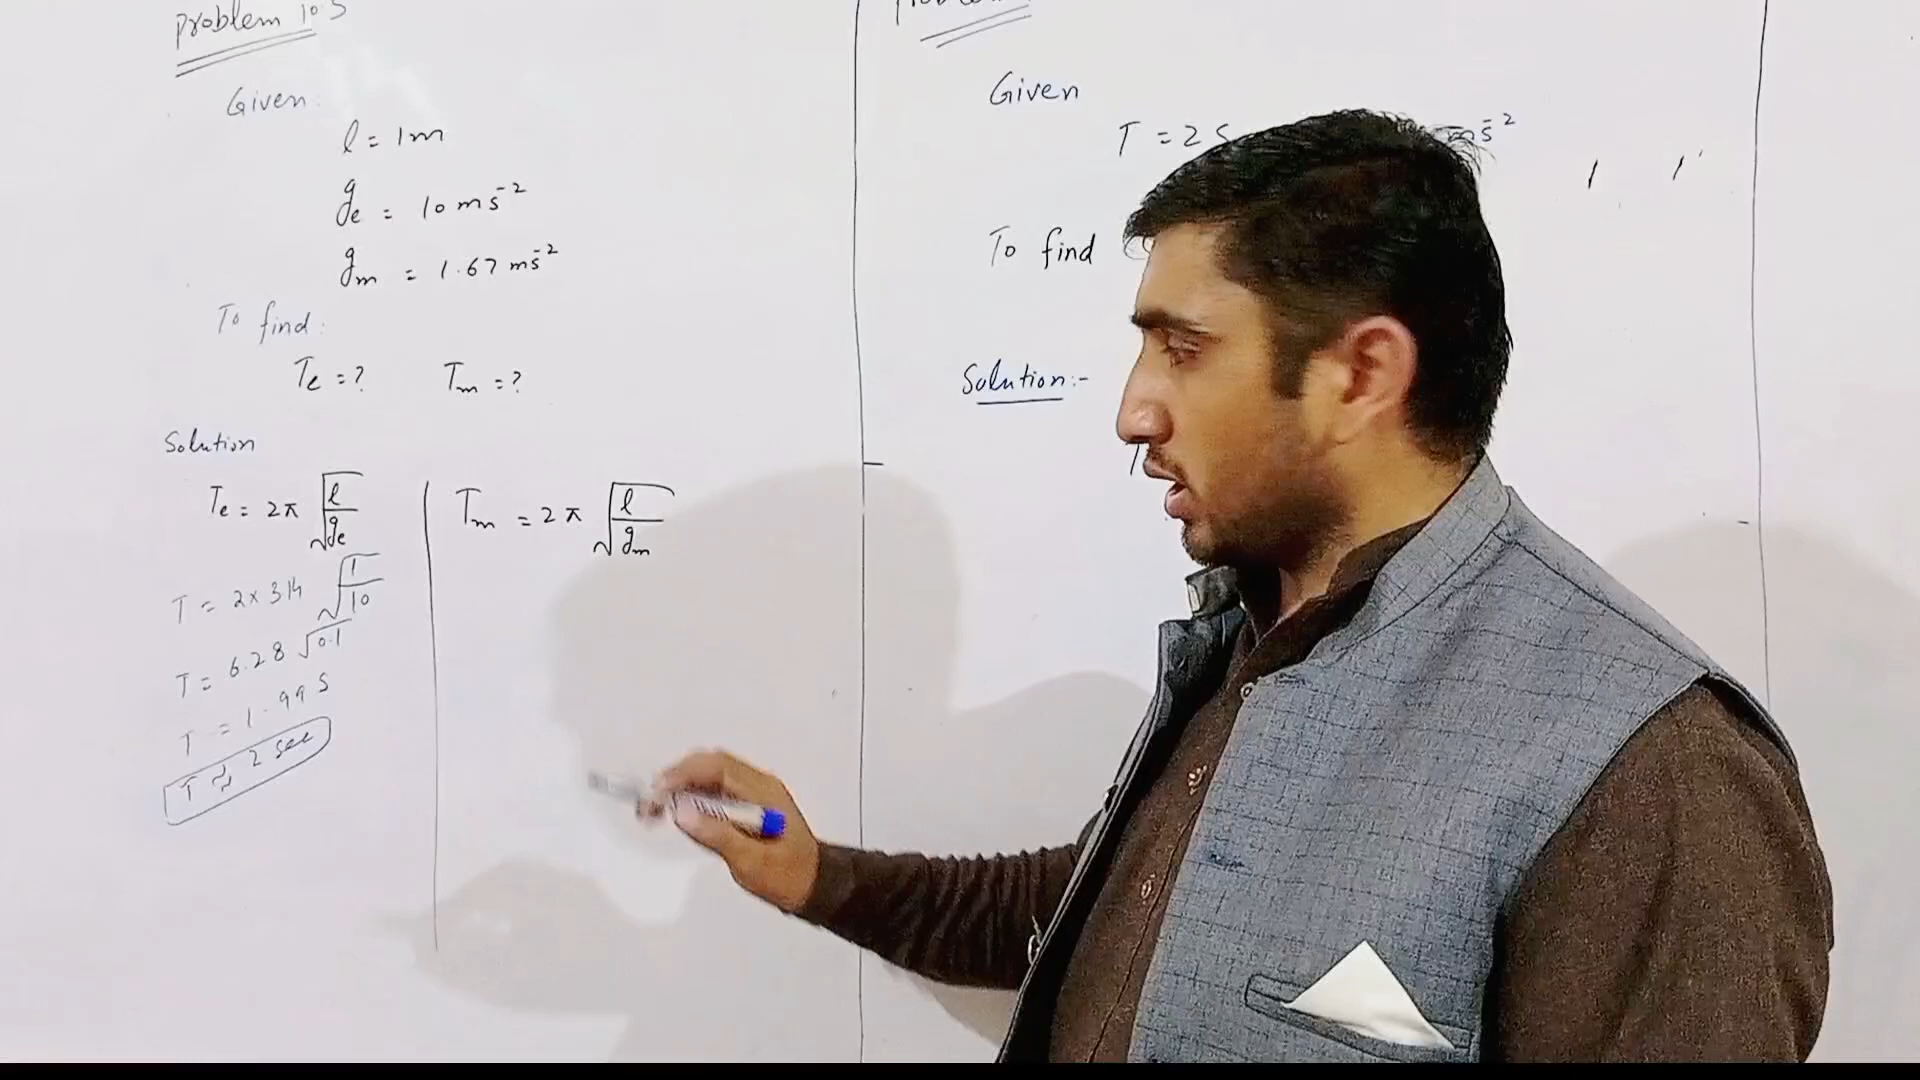 Problem 10.5
Given:
l = 1m
gₑ = 10 ms⁻²
gₘ = 1.67 ms⁻²
To find:
Tₑ = ? Tₘ = ?
Solution
Tₑ = 2π √(l/gₑ)
T = 2 × 3.14 √(1/10)
T = 6.28 √0.1
T = 1.99 S
T ≈ 2 sec
Tₘ = 2π √(l/gₘ)
Given
T = 2 S ms⁻²
To find
Solution:-